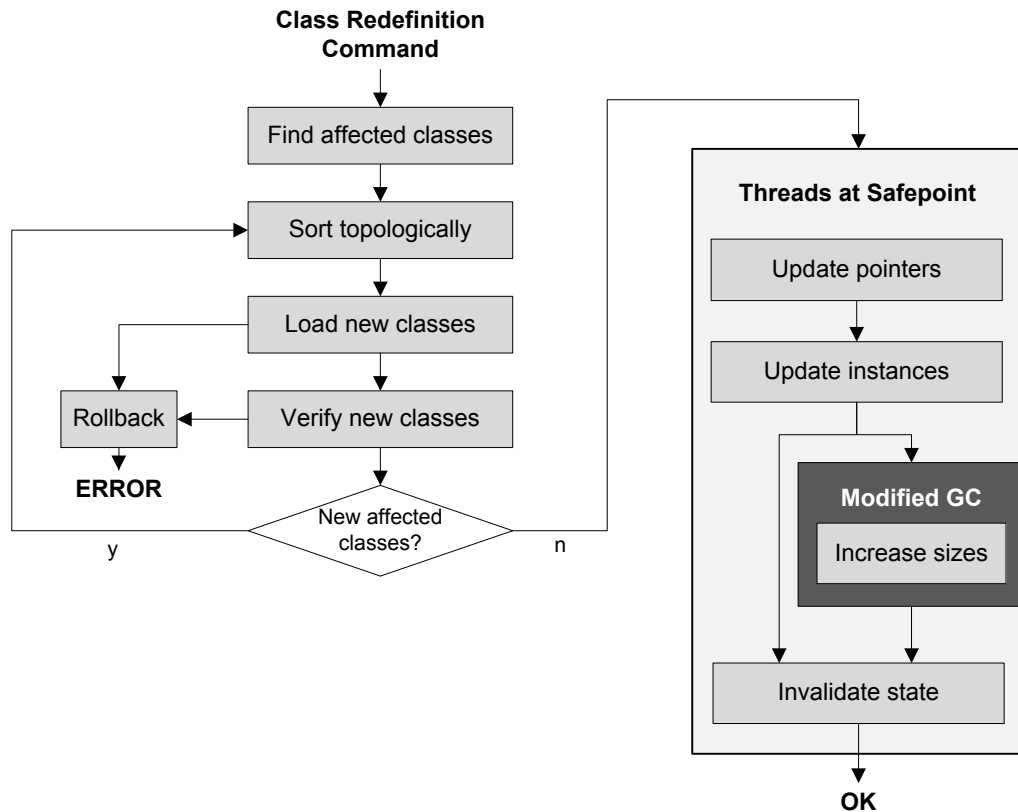 Class Redefinition
Command
Find affected classes
Sort topologically
Load new classes
Rollback
Verify new classes
ERROR
New affected
classes?
y
n
Threads at Safepoint
Update pointers
Update instances
Modified GC
Increase sizes
Invalidate state
OK